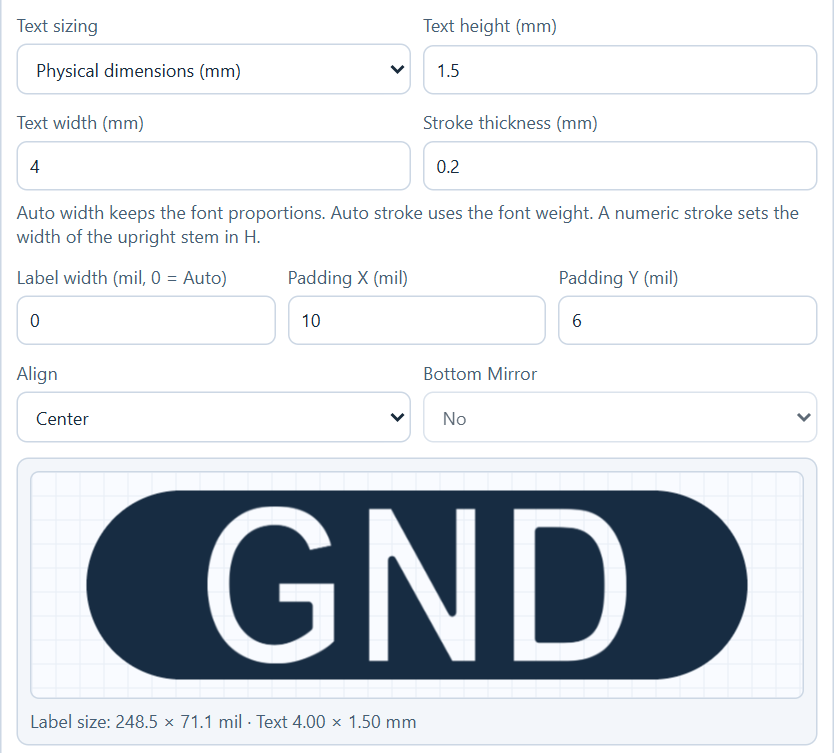 Text sizing
Text height (mm)
Physical dimensions (mm)
1.5
Text width (mm)
Stroke thickness (mm)
4
0.2
Auto width keeps the font proportions. Auto stroke uses the font weight. A numeric stroke sets the
width of the upright stem in H.
Label width (mil, 0 = Auto)
Padding X (mil)
Padding Y (mil)
0
10
6
Align
Bottom Mirror
Center
No
GND
Label size: 248.5 × 71.1 mil · Text 4.00 × 1.50 mm